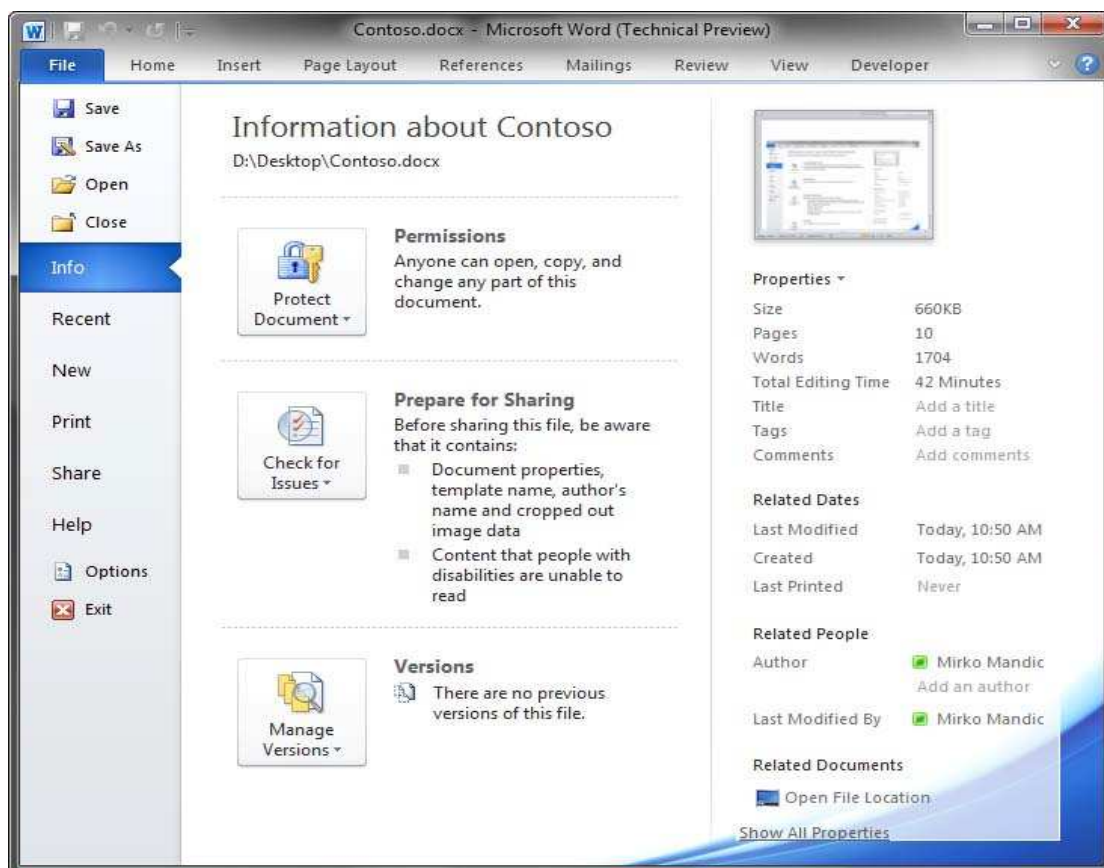 Contoso.docx - Microsoft Word (Technical Preview)
File Home Insert Page Layout References Mailings Review View Developer
Save
Save As
Open
Close
Info
Recent
New
Print
Share
Help
Options
Exit
Information about Contoso
D:\Desktop\Contoso.docx
Protect
Document
Permissions
Anyone can open, copy, and
change any part of this
document.
Check for
Issues
Prepare for Sharing
Before sharing this file, be aware
that it contains:
Document properties,
template name, author's
name and cropped out
image data
Content that people with
disabilities are unable to
read
Manage
Versions
Versions
There are no previous
versions of this file.
Properties
Size 660KB
Pages 10
Words 1704
Total Editing Time 42 Minutes
Title Add a title
Tags Add a tag
Comments Add comments
Related Dates
Last Modified Today, 10:50 AM
Created Today, 10:50 AM
Last Printed Never
Related People
Author Mirko Mandic
Add an author
Last Modified By Mirko Mandic
Related Documents
Open File Location
Show All Properties